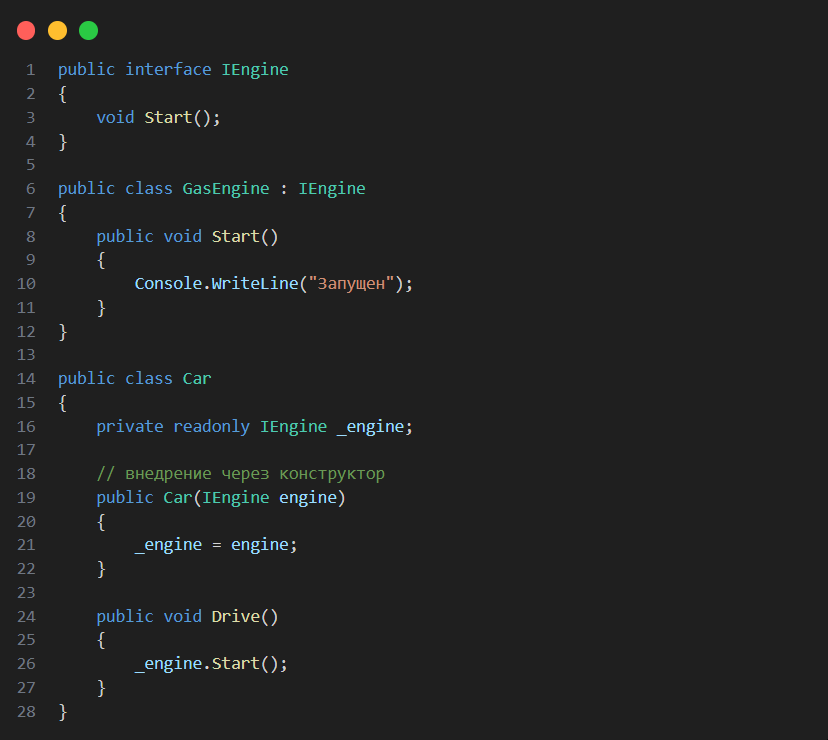 1 public interface IEngine
2 {
3     void Start();
4 }
5
6 public class GasEngine : IEngine
7 {
8     public void Start()
9     {
10         Console.WriteLine("Запущен");
11     }
12 }
13
14 public class Car
15 {
16     private readonly IEngine _engine;
17
18     // внедрение через конструктор
19     public Car(IEngine engine)
20     {
21         _engine = engine;
22     }
23
24     public void Drive()
25     {
26         _engine.Start();
27     }
28 }